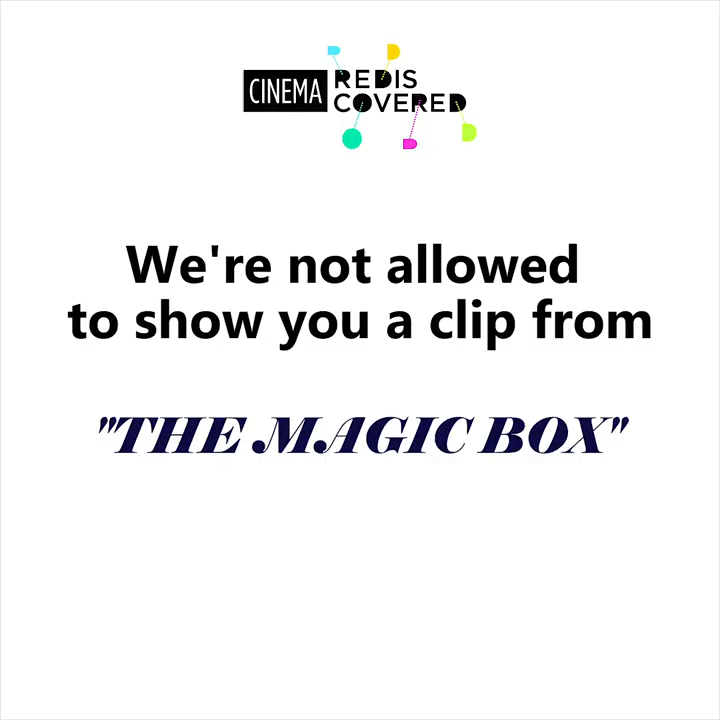 CINEMA
REDIS
COVERED
We're not allowed
to show you a clip from
"THE MAGIC BOX"